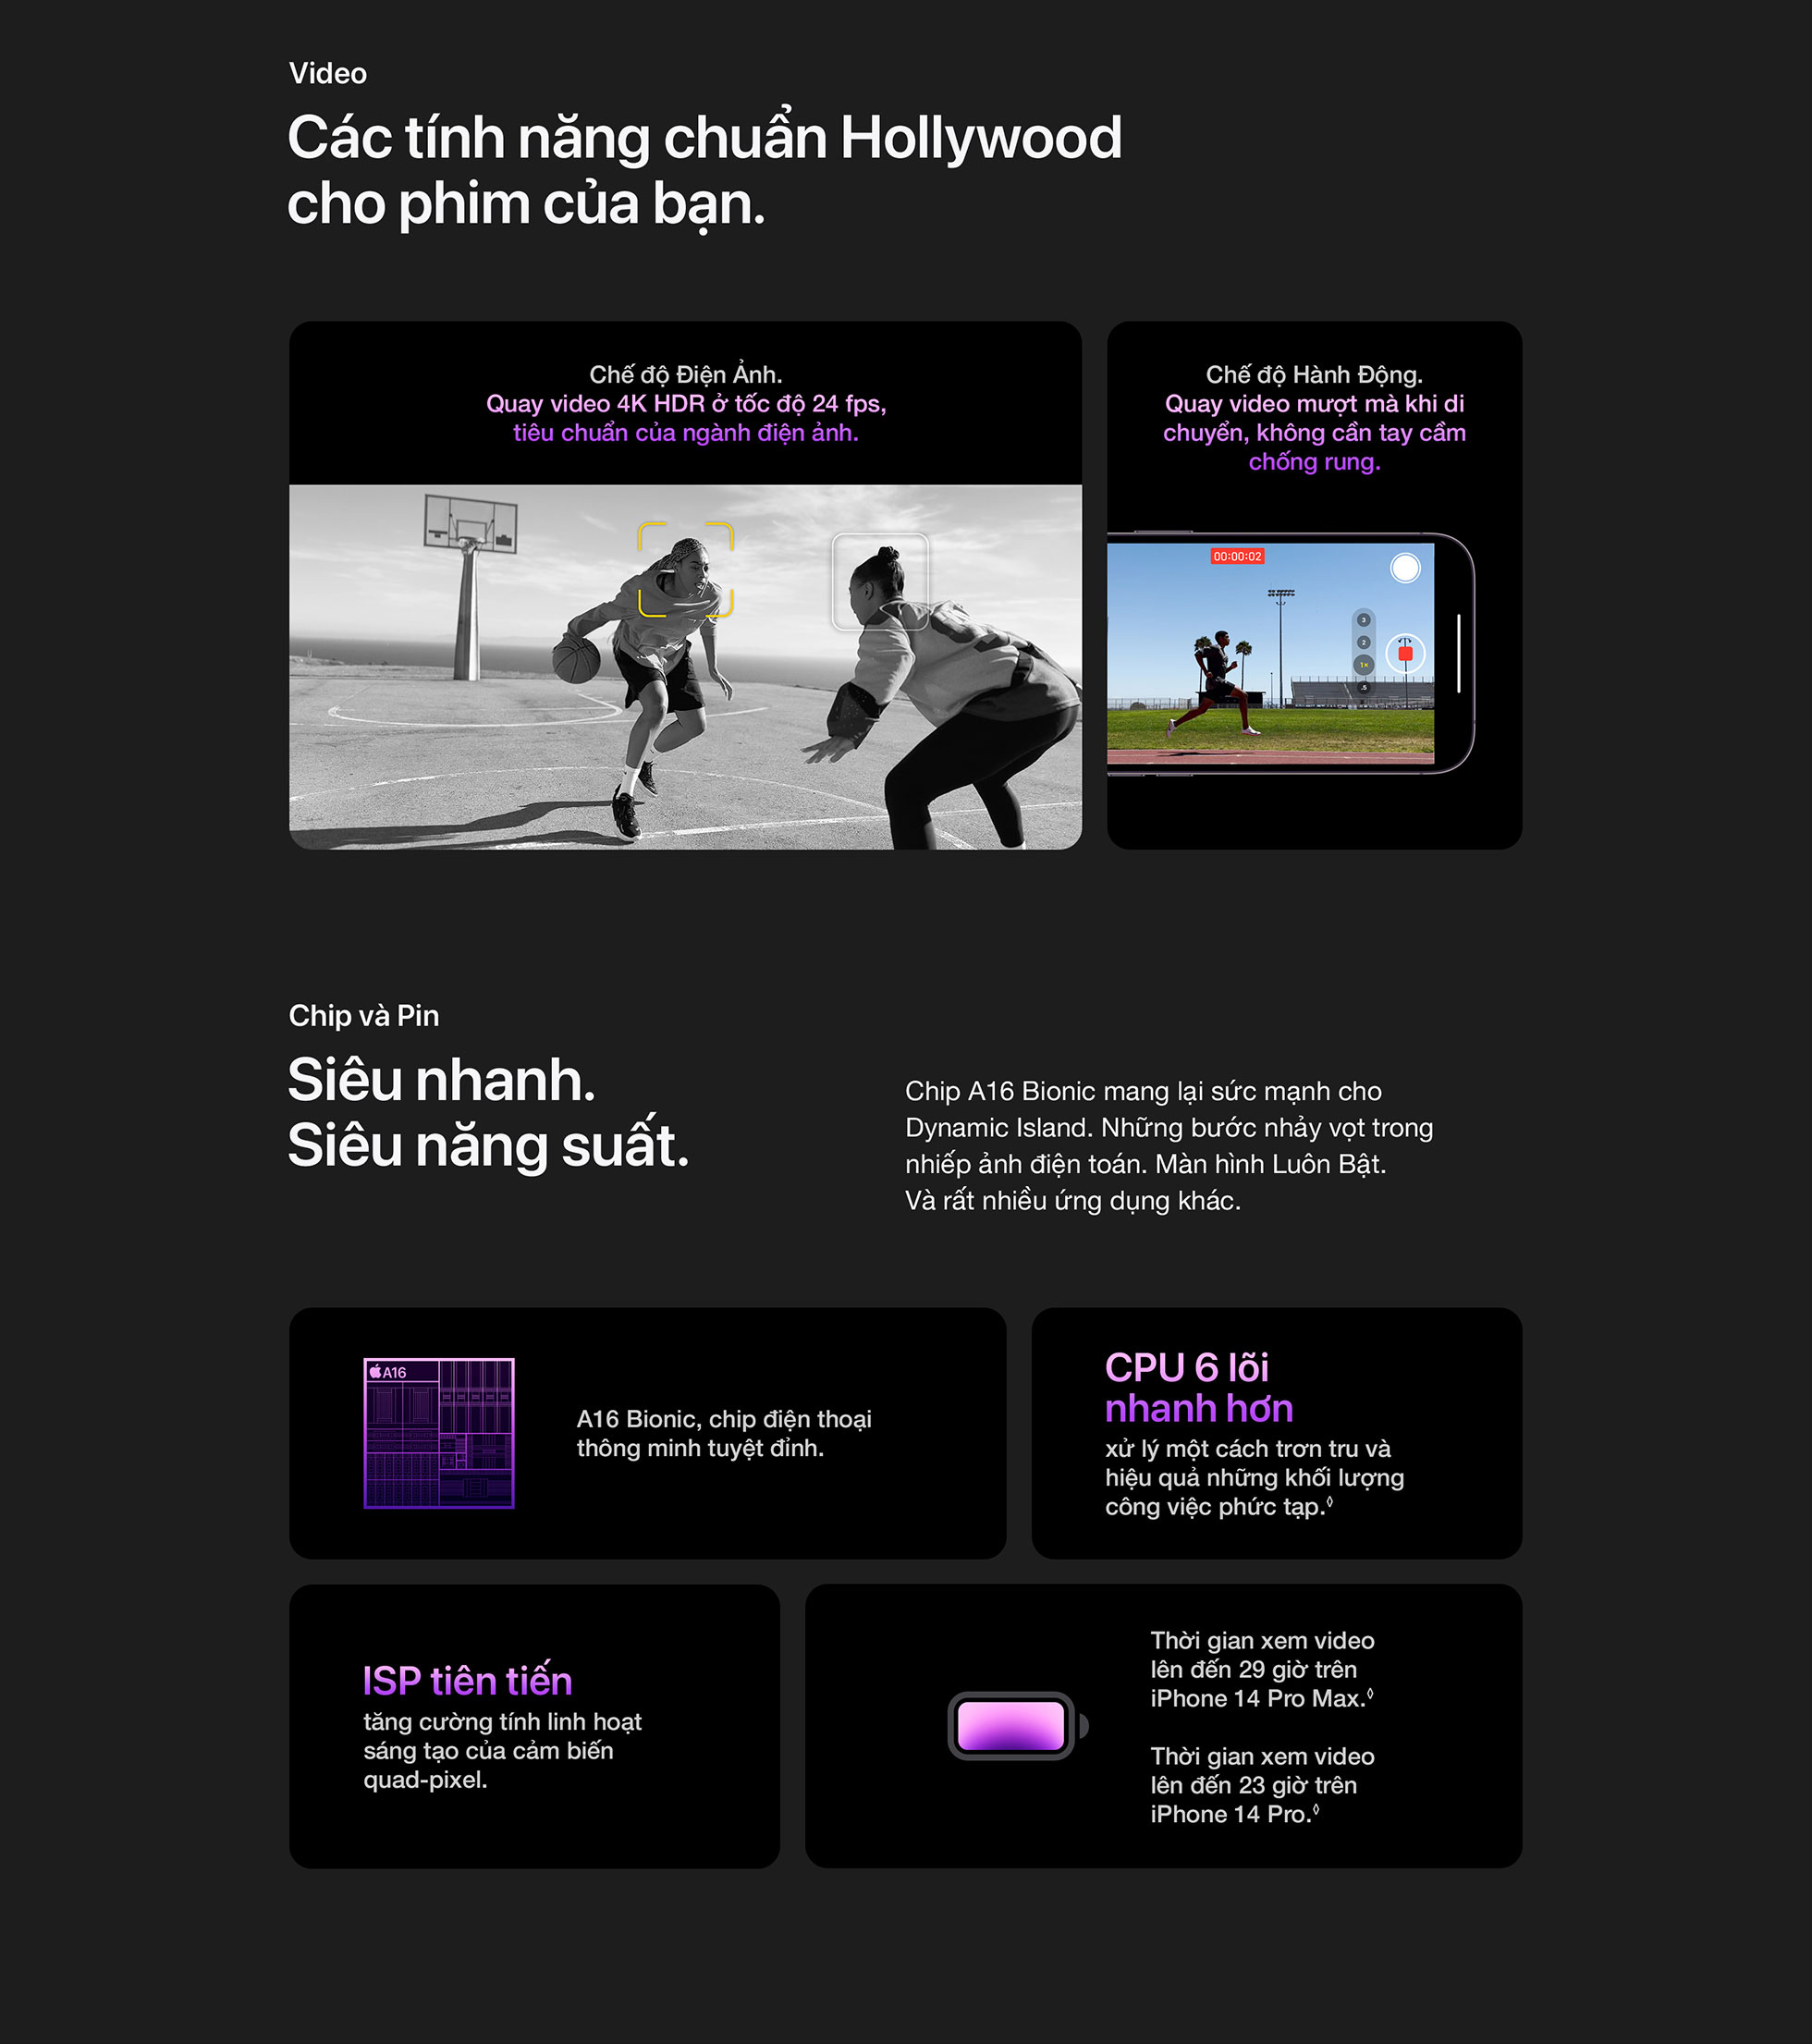 Video
Các tính năng chuẩn Hollywood
cho phim của bạn.
Chế độ Điện Ảnh.
Quay video 4K HDR ở tốc độ 24 fps,
tiêu chuẩn của ngành điện ảnh.
Chế độ Hành Động.
Quay video mượt mà khi di
chuyển, không cần tay cầm
chống rung.
00:00:02
3
2
1×
.5
Chip và Pin
Siêu nhanh.
Siêu năng suất.
Chip A16 Bionic mang lại sức mạnh cho
Dynamic Island. Những bước nhảy vọt trong
nhiếp ảnh điện toán. Màn hình Luôn Bật.
Và rất nhiều ứng dụng khác.
A16
A16 Bionic, chip điện thoại
thông minh tuyệt đỉnh.
CPU 6 lõi
nhanh hơn
xử lý một cách trơn tru và
hiệu quả những khối lượng
công việc phức tạp.◊
ISP tiên tiến
tăng cường tính linh hoạt
sáng tạo của cảm biến
quad-pixel.
Thời gian xem video
lên đến 29 giờ trên
iPhone 14 Pro Max.◊
Thời gian xem video
lên đến 23 giờ trên
iPhone 14 Pro.◊